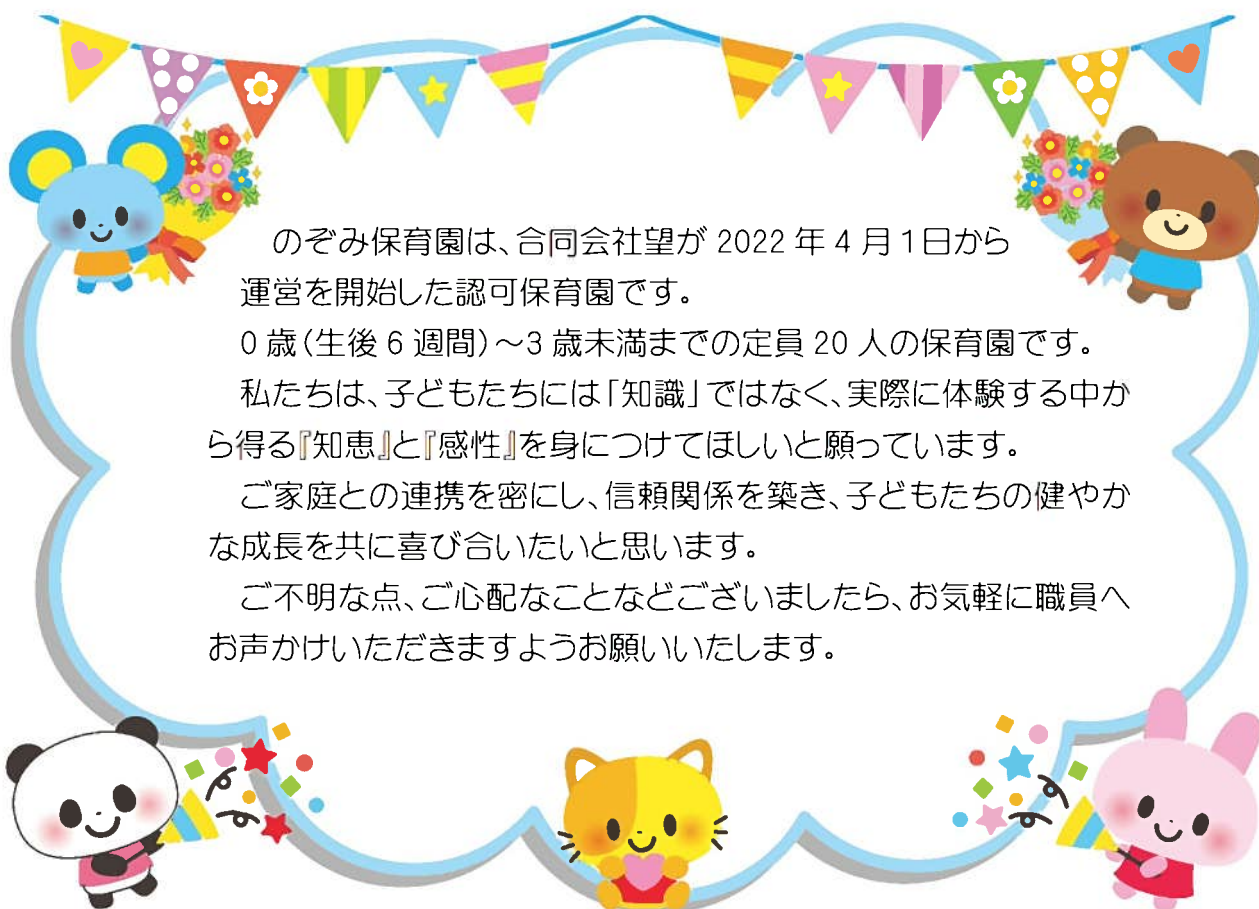 のぞみ保育園は、合同会社望が 2022 年 4 月 1日から
運営を開始した認可保育園です。
0 歳(生後 6 週間)~3 歳未満までの定員 20 人の保育園です。
私たちは、子どもたちには「知識」ではなく、実際に体験する中か
ら得る『知恵』と『感性』を身につけてほしいと願っています。
ご家庭との連携を密にし、信頼関係を築き、子どもたちの健やか
な成長を共に喜び合いたいと思います。
ご不明な点、ご心配なことなどございましたら、お気軽に職員へ
お声かけいただきますようお願いいたします。